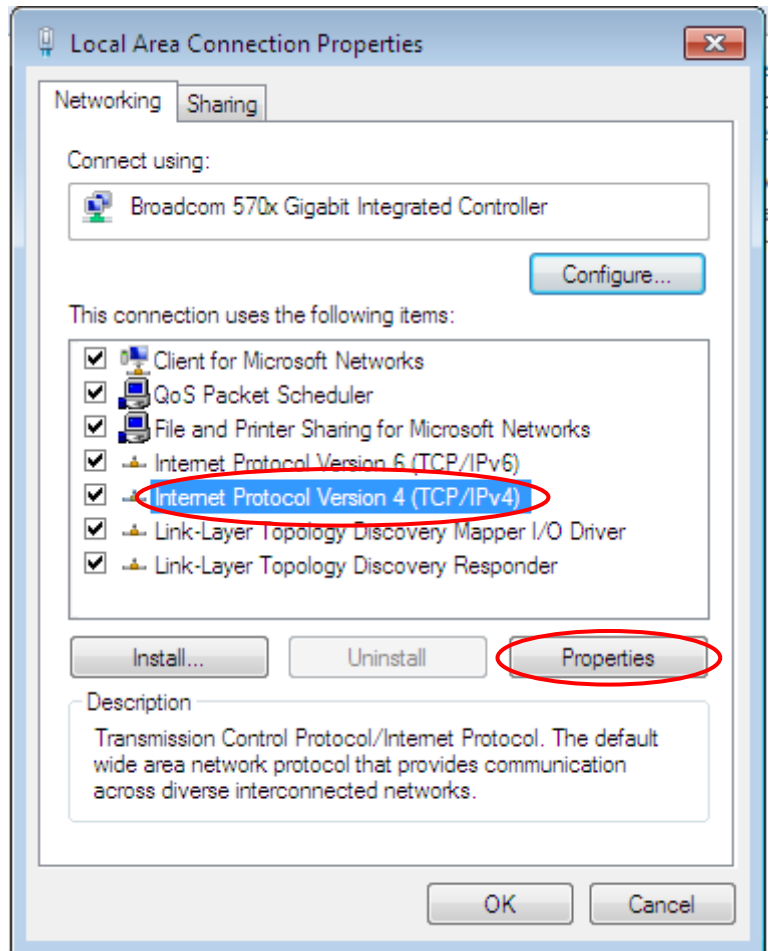 Local Area Connection Properties
Networking
Sharing
Connect using:
Broadcom 570x Gigabit Integrated Controller
Configure...
This connection uses the following items:
Client for Microsoft Networks
QoS Packet Scheduler
File and Printer Sharing for Microsoft Networks
Internet Protocol Version 6 (TCP/IPv6)
Internet Protocol Version 4 (TCP/IPv4)
Link-Layer Topology Discovery Mapper I/O Driver
Link-Layer Topology Discovery Responder
Install...
Uninstall
Properties
Description
Transmission Control Protocol/Internet Protocol. The default
wide area network protocol that provides communication
across diverse interconnected networks.
OK
Cancel